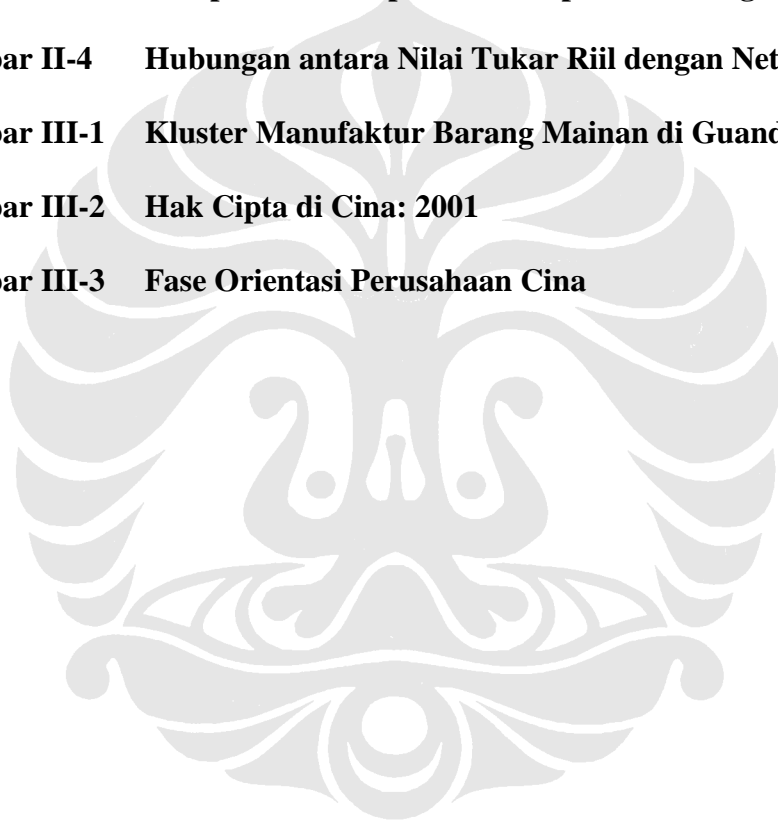 bar II-4 Hubungan antara Nilai Tukar Riil dengan Net
bar III-1 Kluster Manufaktur Barang Mainan di Guand
bar III-2 Hak Cipta di Cina: 2001
bar III-3 Fase Orientasi Perusahaan Cina